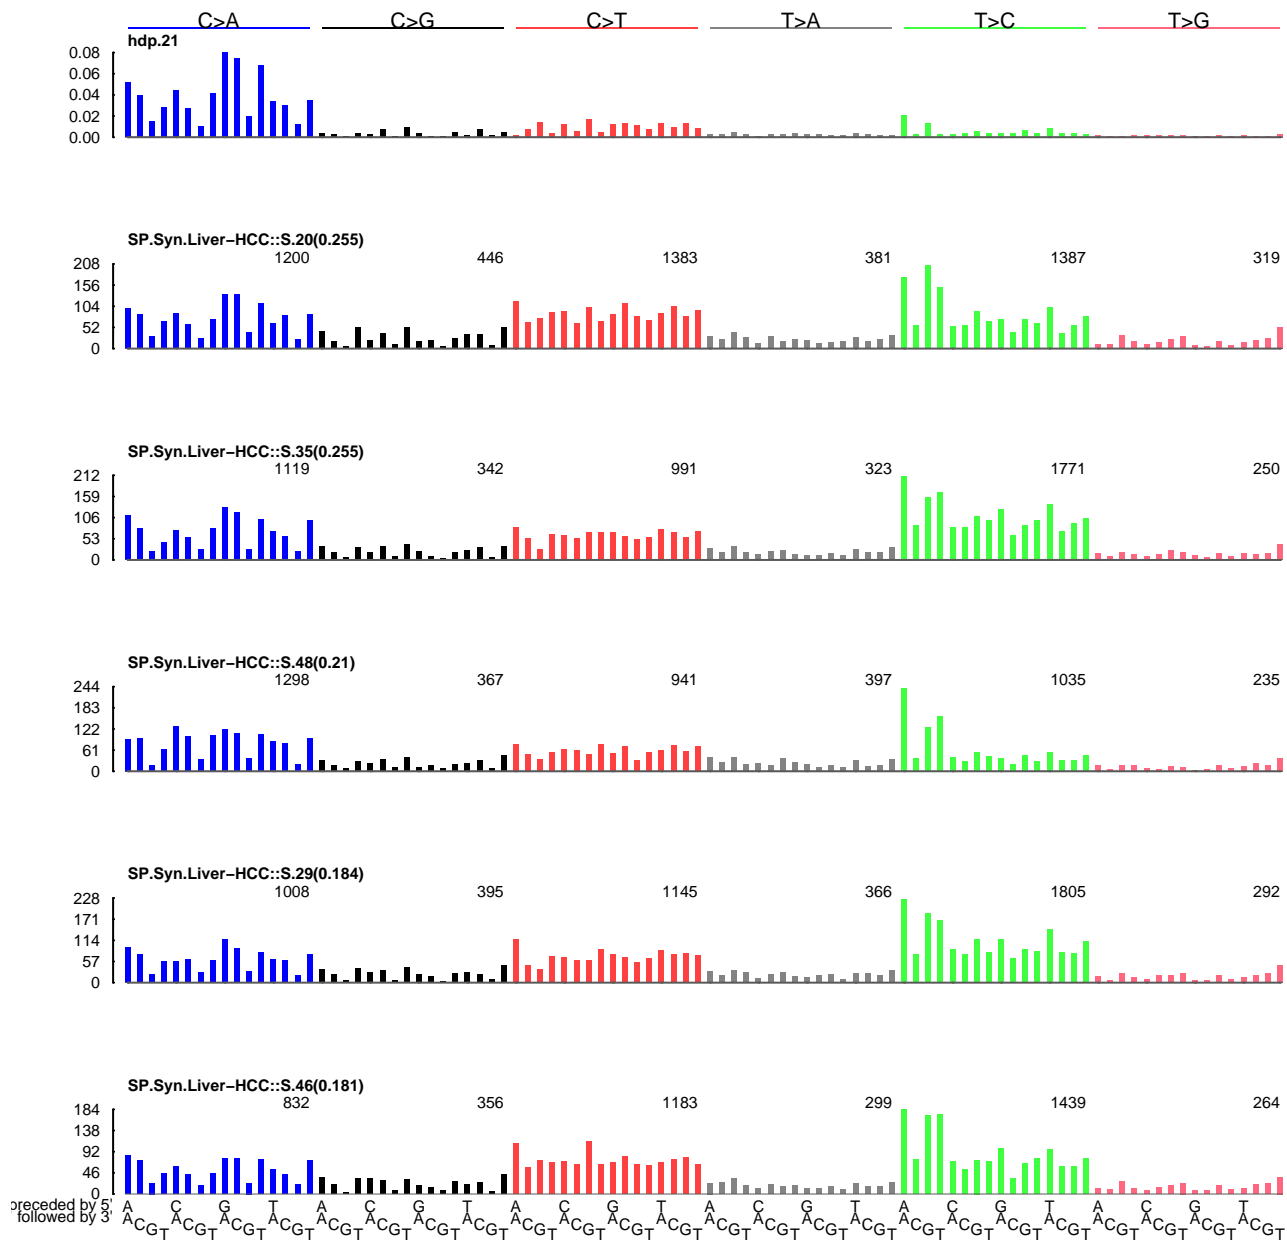 C>A C>G C>T T>A T>C T>G
hdp.21
0.08
0.06
0.04
0.02
0.00
SP.Syn.Liver−HCC::S.20(0.255)
1200 446 1383 381 1387 319
208
156
104
52
0
SP.Syn.Liver−HCC::S.35(0.255)
1119 342 991 323 1771 250
212
159
106
53
0
SP.Syn.Liver−HCC::S.48(0.21)
1298 367 941 397 1035 235
244
183
122
61
0
SP.Syn.Liver−HCC::S.29(0.184)
1008 395 1145 366 1805 292
228
171
114
57
0
SP.Syn.Liver−HCC::S.46(0.181)
832 356 1183 299 1439 264
184
138
92
46
0
preceded by 5' A C G T A C G T A C G T A C G T A C G T A C G T
followed by 3' A C G T A C G T A C G T A C G T A C G T A C G T A C G T A C G T A C G T A C G T A C G T A C G T A C G T A C G T A C G T A C G T A C G T A C G T A C G T A C G T A C G T A C G T A C G T A C G T